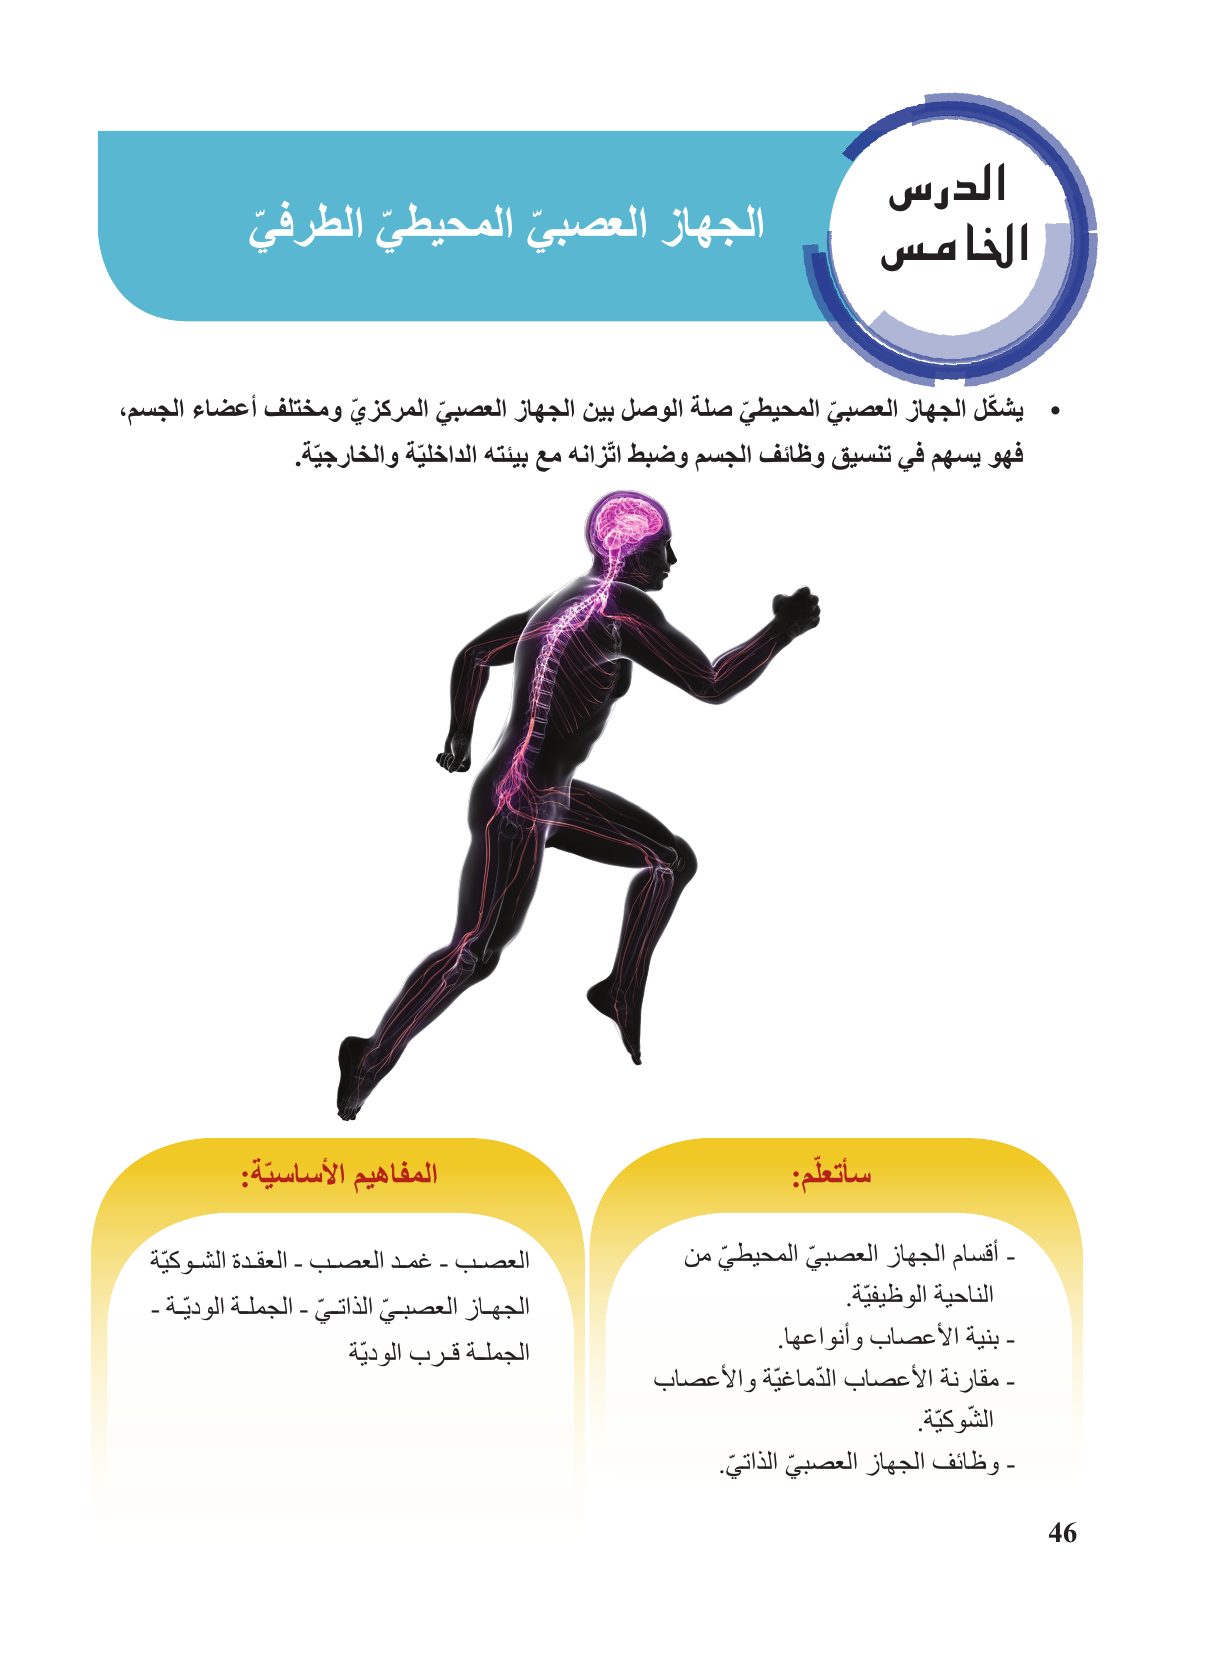 الدرس
الخامس
الجهاز العصبيّ المحيطيّ الطرفيّ
• يشكّل الجهاز العصبيّ المحيطيّ صلة الوصل بين الجهاز العصبيّ المركزيّ ومختلف أعضاء الجسم،
فهو يسهم في تنسيق وظائف الجسم وضبط اتّزانه مع بيئته الداخليّة والخارجيّة.
سأتعلّم:
- أقسام الجهاز العصبيّ المحيطيّ من
الناحية الوظيفيّة.
- بنية الأعصاب وأنواعها.
- مقارنة الأعصاب الدّماغيّة والأعصاب
الشّوكيّة.
- وظائف الجهاز العصبيّ الذاتيّ.
المفاهيم الأساسيّة:
العصب - غمد العصب - العقدة الشوكيّة
الجهاز العصبيّ الذاتيّ - الجملة الوديّة -
الجملة قرب الوديّة
46